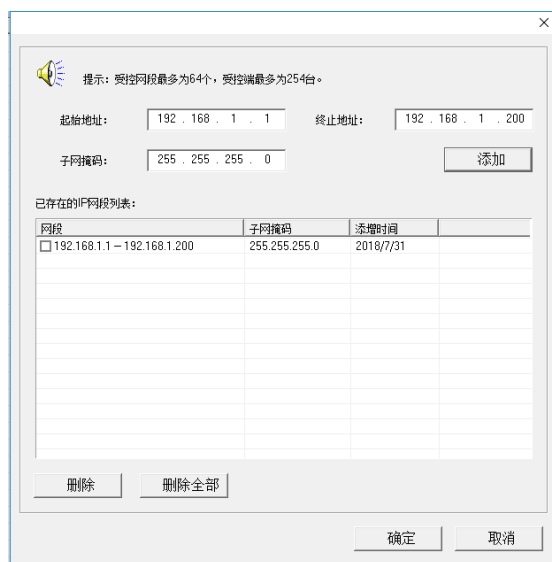 ×
提示：受控网段最多为64个，受控端最多为254台。
起始地址： 192 . 168 . 1 . 1 终止地址： 192 . 168 . 1 . 200
子网掩码： 255 . 255 . 255 . 0 添加
已存在的IP网段列表：
网段 子网掩码 添增时间
192.168.1.1－192.168.1.200 255.255.255.0 2018/7/31
删除 删除全部
确定 取消